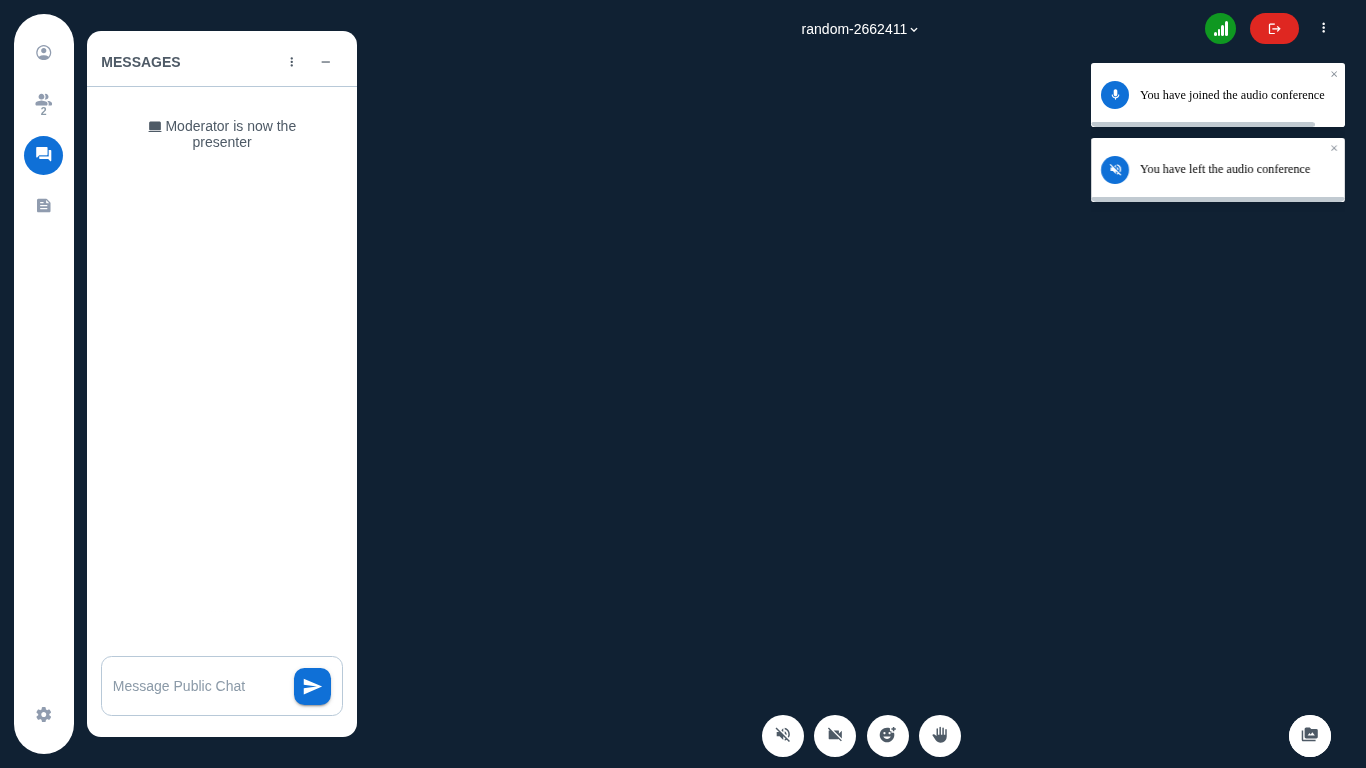 random-2662411
MESSAGES
2
Moderator is now the
presenter
You have joined the audio conference
You have left the audio conference
Message Public Chat